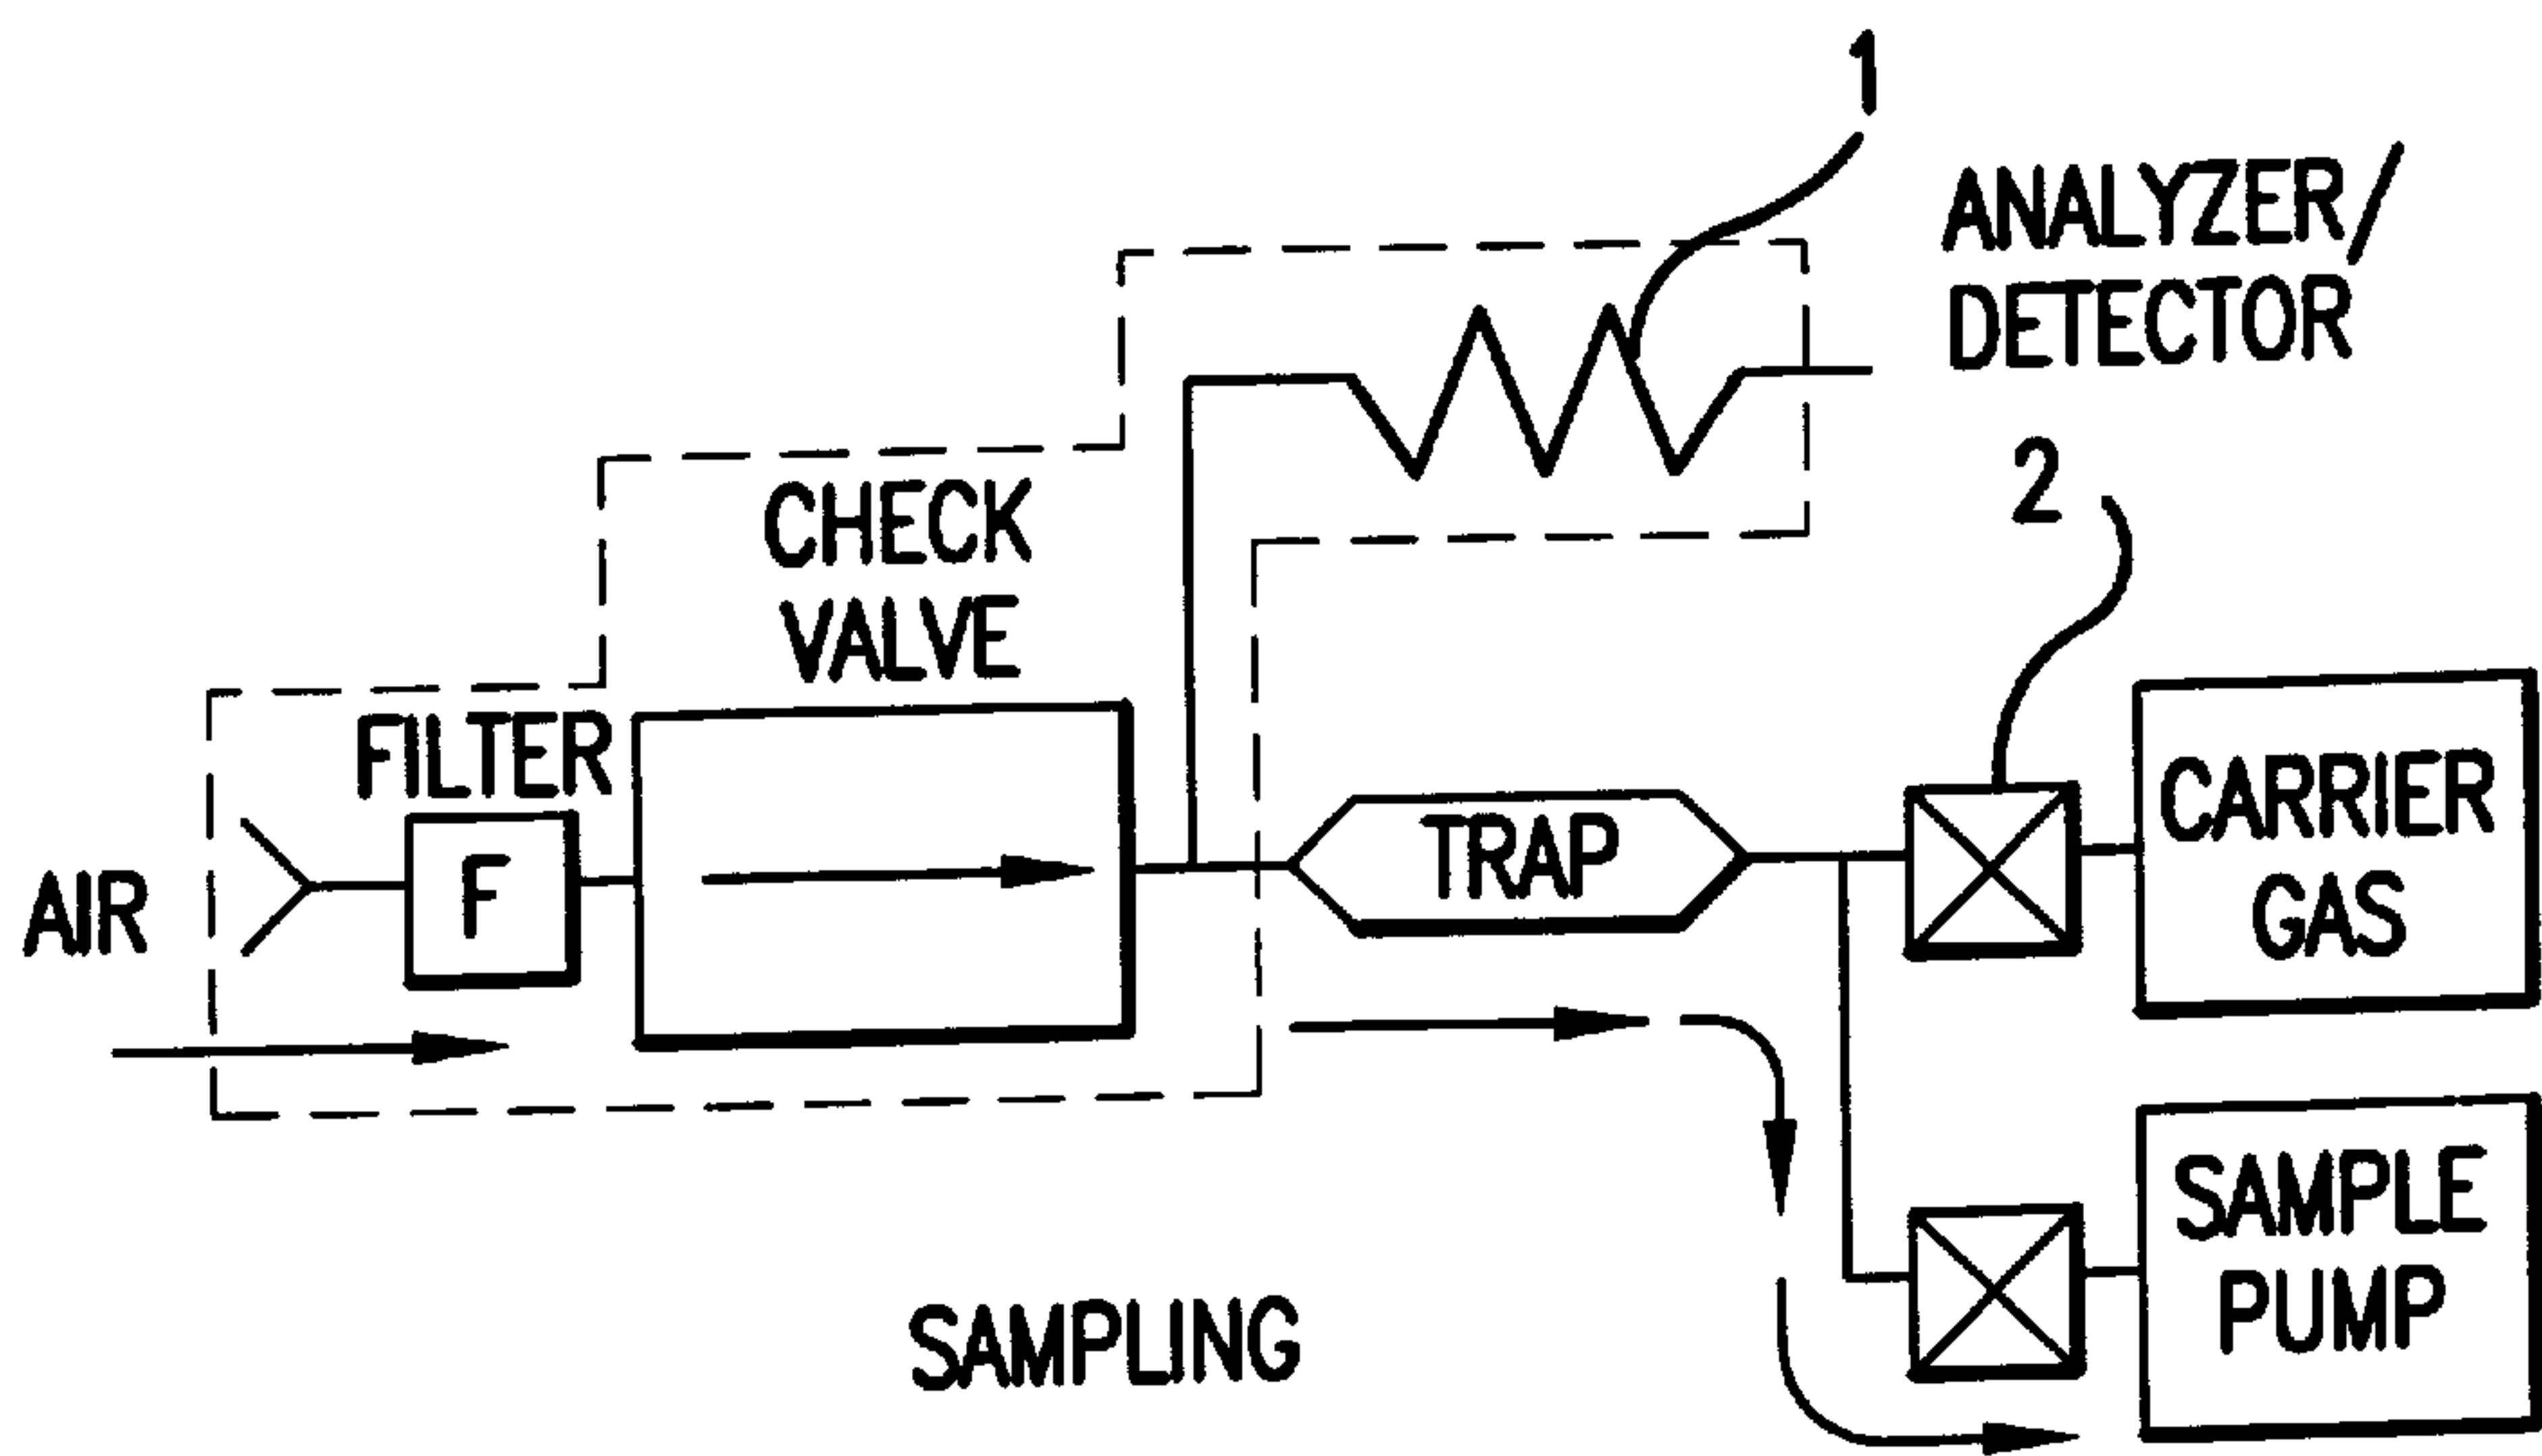 1
ANALYZER/
DETECTOR
2
CHECK
VALVE
FILTER
F
AIR
TRAP
CARRIER
GAS
SAMPLE
PUMP
SAMPLING